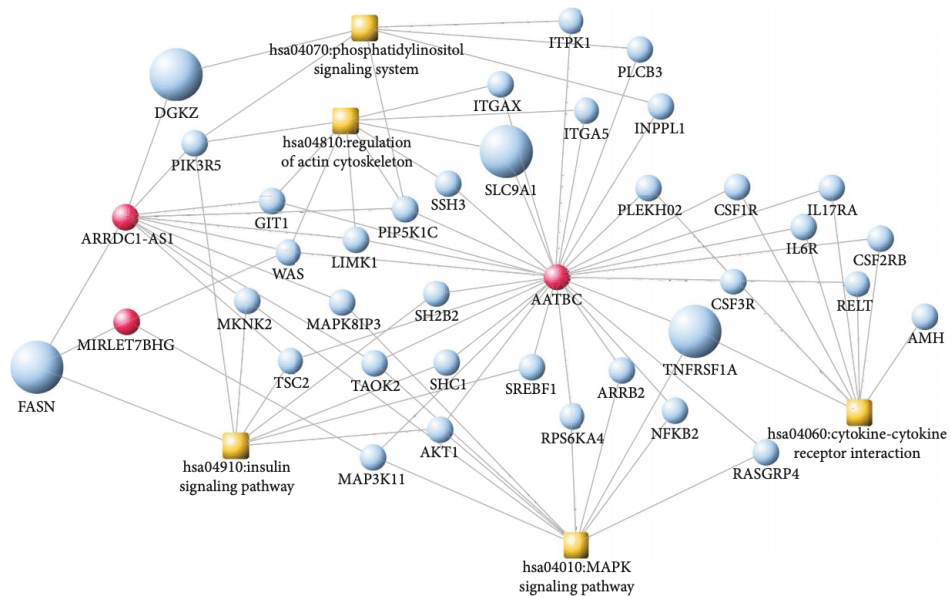 ITPK1
hsa04070:phosphatidylinositol
signaling system
PLCB3
DGKZ
ITGAX
ITGA5
INPPL1
hsa04810:regulation
of actin cytoskeleton
PIK3R5
SLC9A1
SSH3
PLEKH02
CSF1R
IL17RA
GIT1
PIP5K1C
ARRDC1-AS1
LIMK1
IL6R
CSF2RB
WAS
AATBC
CSF3R
RELT
MKNK2
MAPK8IP3
SH2B2
AMH
MIRLET7BHG
TNFRSF1A
TSC2
TAOK2
SHC1
SREBF1
ARRB2
FASN
RPS6KA4
NFKB2
hsa04060:cytokine-cytokine
receptor interaction
AKT1
hsa04910:insulin
signaling pathway
MAP3K11
RASGRP4
hsa04010:MAPK
signaling pathway